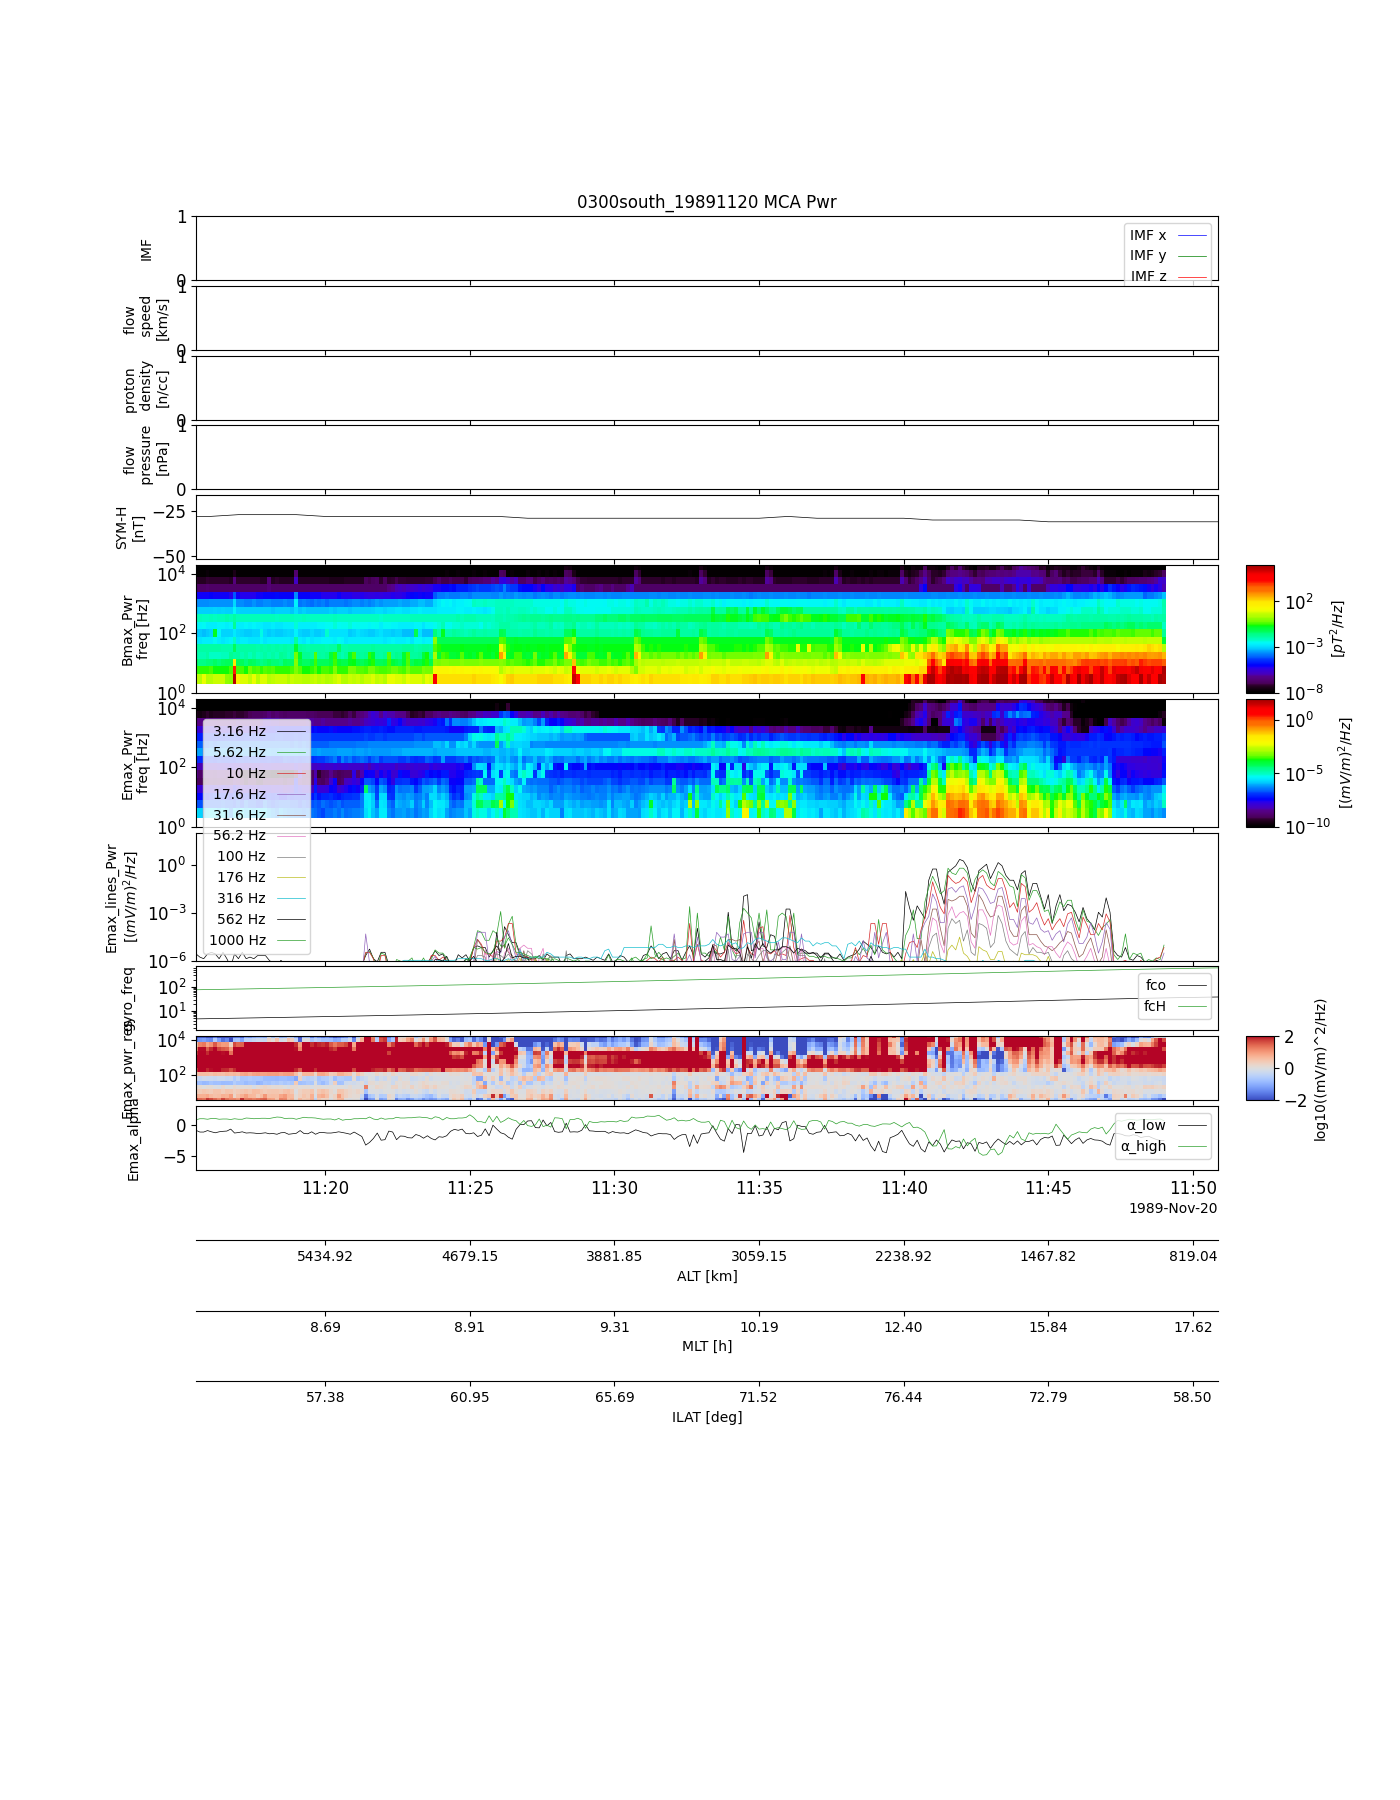 0300south_19891120 MCA Pwr
1
IMF
0
IMF x
IMF y
IMF z
1
flow
speed
[km/s]
0
1
proton
density
[n/cc]
0
1
flow
pressure
[nPa]
0
SYM-H
[nT]
−25
−50
Bmax_Pwr
freq [Hz]
10^4
10^2
10^0
10^2
10^−3
10^−8
[pT^2/Hz]
Emax_Pwr
freq [Hz]
10^4
10^2
10^0
10^0
10^−5
10^−10
[(mV/m)^2/Hz]
3.16 Hz
5.62 Hz
10 Hz
17.6 Hz
31.6 Hz
56.2 Hz
100 Hz
176 Hz
316 Hz
562 Hz
1000 Hz
Emax_lines_Pwr
[(mV/m)^2/Hz]
10^0
10^−3
10^−6
gyro_freq
10^2
10^1
fco
fcH
Emax_pwr_reg
10^4
10^2
2
0
−2
log10((mV/m)^2/Hz)
Emax_alpha
0
−5
α_low
α_high
11:20 11:25 11:30 11:35 11:40 11:45 11:50
1989-Nov-20
5434.92 4679.15 3881.85 3059.15 2238.92 1467.82 819.04
ALT [km]
8.69 8.91 9.31 10.19 12.40 15.84 17.62
MLT [h]
57.38 60.95 65.69 71.52 76.44 72.79 58.50
ILAT [deg]